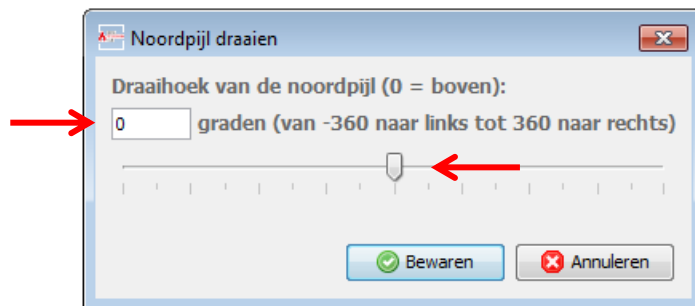 Noordpijl draaien
Draaihoek van de noordpijl (0 = boven):
0 graden (van -360 naar links tot 360 naar rechts)
Bewaren Annuleren